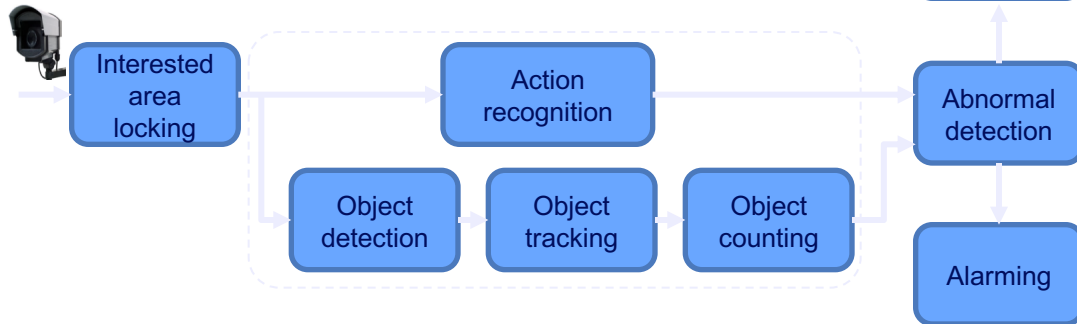 Interested
area
locking
Action
recognition
Abnormal
detection
Object
detection
Object
tracking
Object
counting
Alarming